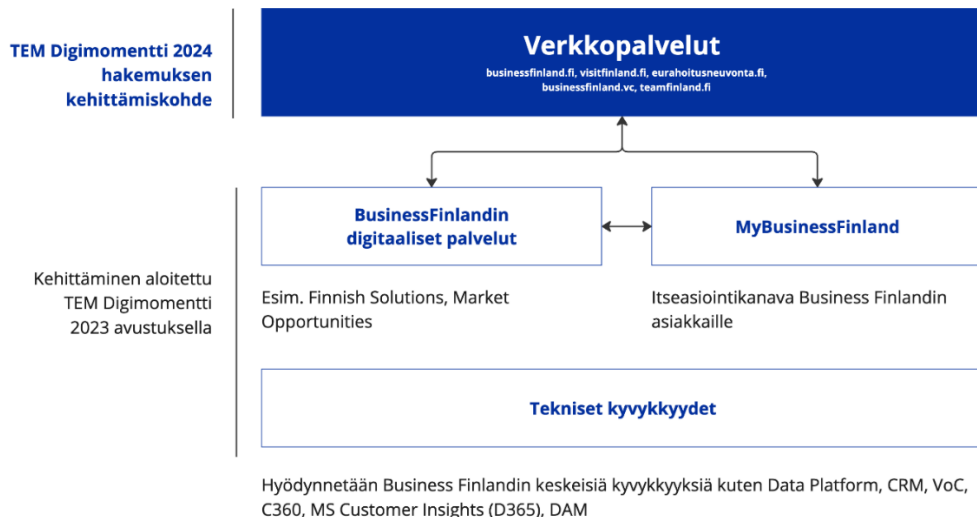 TEM Digimomentti 2024
hakemuksen
kehittämiskohde
Verkkopalvelut
businessfinland.fi, visitfinland.fi, eurahoitusneuvonta.fi,
businessfinland.vc, teamfinland.fi
Kehittäminen aloitettu
TEM Digimomentti
2023 avustuksella
BusinessFinlandin
digitaaliset palvelut
MyBusinessFinland
Esim. Finnish Solutions, Market
Opportunities
Itseasiointikanava Business Finlandin
asiakkaille
Tekniset kyvykkyydet
Hyödynnetään Business Finlandin keskeisiä kyvykkyyksiä kuten Data Platform, CRM, VoC,
C360, MS Customer Insights (D365), DAM